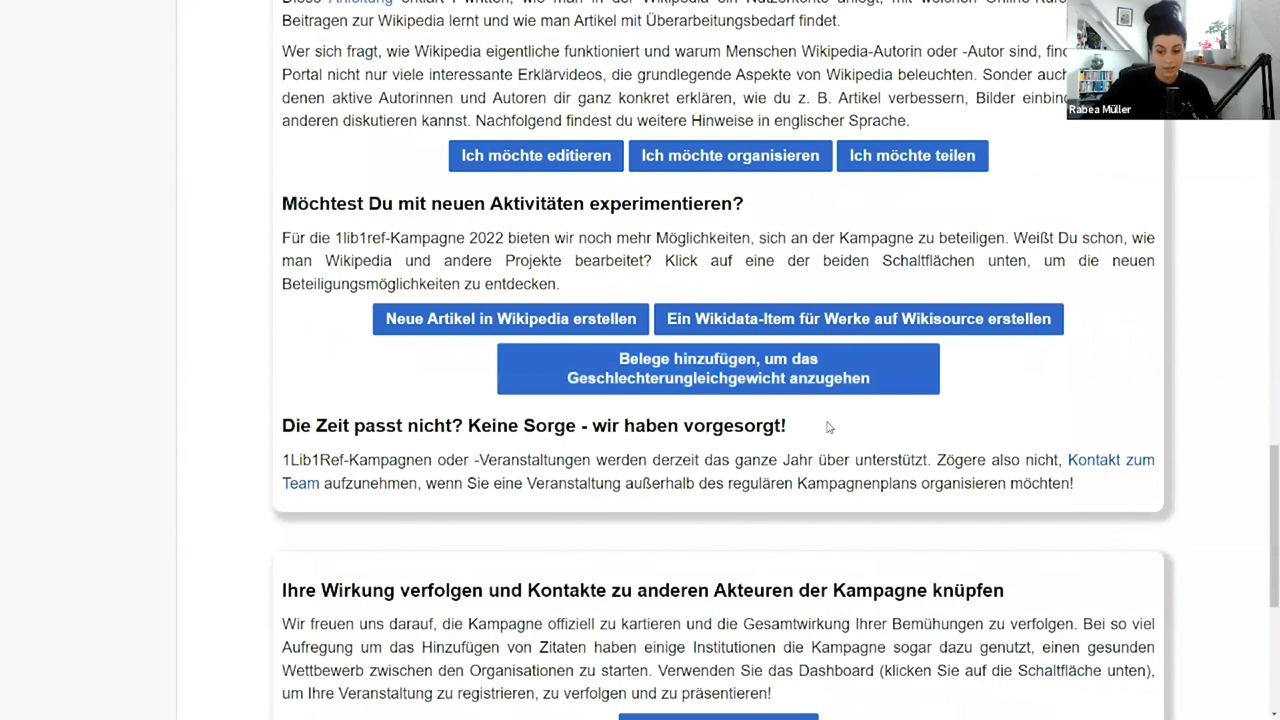 Beitragen zur Wikipedia lernt und wie man Artikel mit Überarbeitungsbedarf findet.
Wer sich fragt, wie Wikipedia eigentliche funktioniert und warum Menschen Wikipedia-Autorin oder -Autor sind,
Portal nicht nur viele interessante Erklärvideos, die grundlegende Aspekte von Wikipedia beleuchten. Sonder auch
denen aktive Autorinnen und Autoren dir ganz konkret erklären, wie du z. B. Artikel verbessern, Bilder
anderen diskutieren kannst. Nachfolgend findest du weitere Hinweise in englischer Sprache.
Ich möchte editieren Ich möchte organisieren Ich möchte teilen
Möchtest Du mit neuen Aktivitäten experimentieren?
Für die 1lib1ref-Kampagne 2022 bieten wir noch mehr Möglichkeiten, sich an der Kampagne zu beteiligen. Weißt Du schon, wie
man Wikipedia und andere Projekte bearbeitet? Klick auf eine der beiden Schaltflächen unten, um die neuen
Beteiligungsmöglichkeiten zu entdecken.
Neue Artikel in Wikipedia erstellen Ein Wikidata-Item für Werke auf Wikisource erstellen
Belege hinzufügen, um das
Geschlechterungleichgewicht anzugehen
Die Zeit passt nicht? Keine Sorge - wir haben vorgesorgt!
1Lib1Ref-Kampagnen oder -Veranstaltungen werden derzeit das ganze Jahr über unterstützt. Zögere also nicht, Kontakt zum
Team aufzunehmen, wenn Sie eine Veranstaltung außerhalb des regulären Kampagnenplans organisieren möchten!
Ihre Wirkung verfolgen und Kontakte zu anderen Akteuren der Kampagne knüpfen
Wir freuen uns darauf, die Kampagne offiziell zu kartieren und die Gesamtwirkung Ihrer Bemühungen zu verfolgen. Bei so viel
Aufregung um das Hinzufügen von Zitaten haben einige Institutionen die Kampagne sogar dazu genutzt, einen gesunden
Wettbewerb zwischen den Organisationen zu starten. Verwenden Sie das Dashboard (klicken Sie auf die Schaltfläche unten),
um Ihre Veranstaltung zu registrieren, zu verfolgen und zu präsentieren!
Rabea Müller